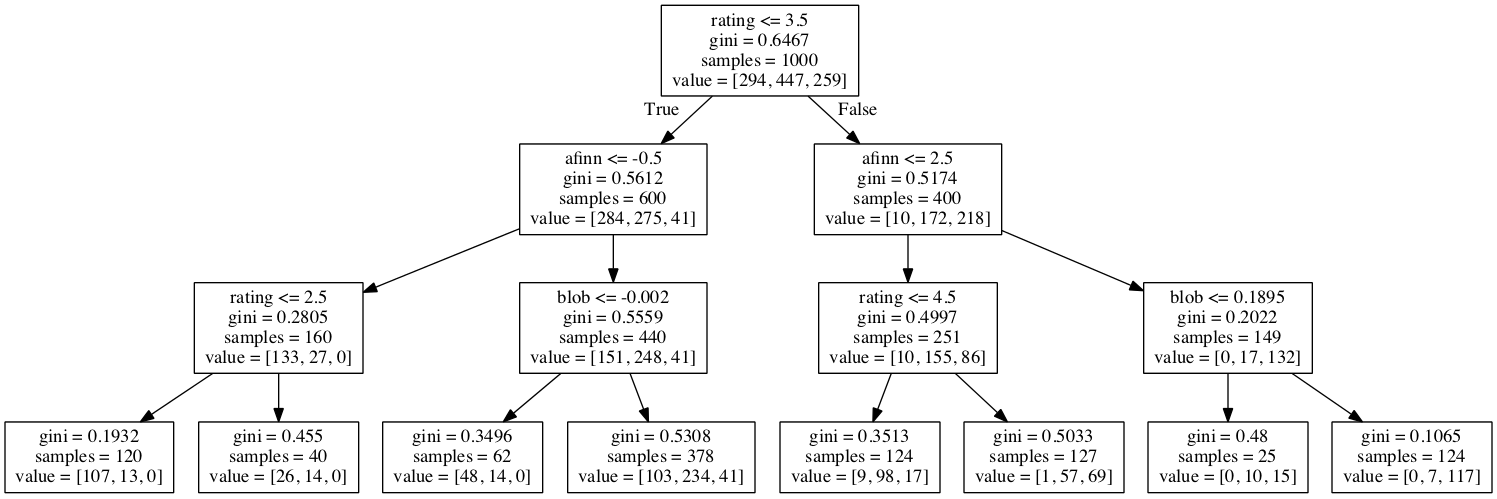 rating <= 3.5
gini = 0.6467
samples = 1000
value = [294, 447, 259]
True
False
afinn <= -0.5
gini = 0.5612
samples = 600
value = [284, 275, 41]
afinn <= 2.5
gini = 0.5174
samples = 400
value = [10, 172, 218]
rating <= 2.5
gini = 0.2805
samples = 160
value = [133, 27, 0]
blob <= -0.002
gini = 0.5559
samples = 440
value = [151, 248, 41]
rating <= 4.5
gini = 0.4997
samples = 251
value = [10, 155, 86]
blob <= 0.1895
gini = 0.2022
samples = 149
value = [0, 17, 132]
gini = 0.1932
samples = 120
value = [107, 13, 0]
gini = 0.455
samples = 40
value = [26, 14, 0]
gini = 0.3496
samples = 62
value = [48, 14, 0]
gini = 0.5308
samples = 378
value = [103, 234, 41]
gini = 0.3513
samples = 124
value = [9, 98, 17]
gini = 0.5033
samples = 127
value = [1, 57, 69]
gini = 0.48
samples = 25
value = [0, 10, 15]
gini = 0.1065
samples = 124
value = [0, 7, 117]